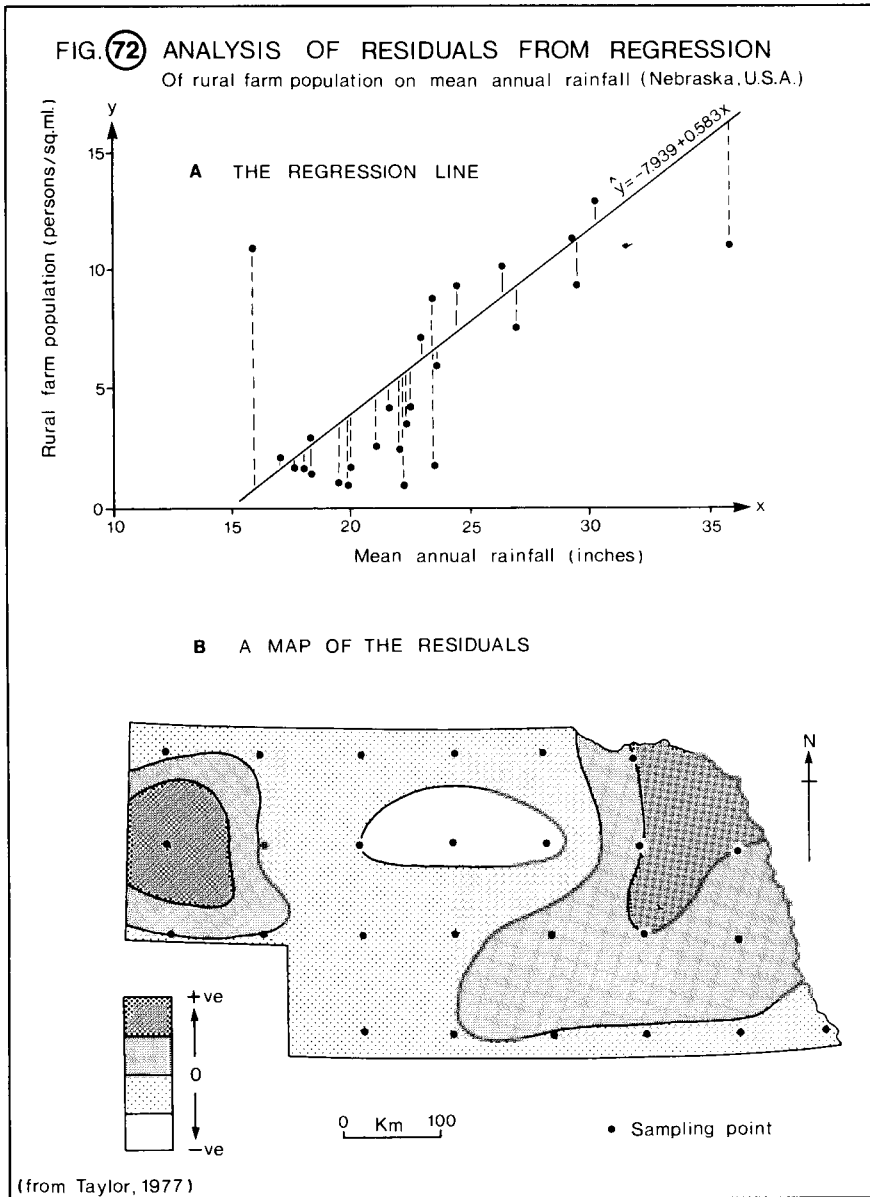 FIG. 72 ANALYSIS OF RESIDUALS FROM REGRESSION
Of rural farm population on mean annual rainfall (Nebraska, U.S.A.)
y
15
10
5
0
Rural farm population (persons/sq.ml.)
A THE REGRESSION LINE
ŷ = −7.939 + 0.583x
10 15 20 25 30 35 x
Mean annual rainfall (inches)
B A MAP OF THE RESIDUALS
N
+ve
0
−ve
0 Km 100
• Sampling point
(from Taylor, 1977)